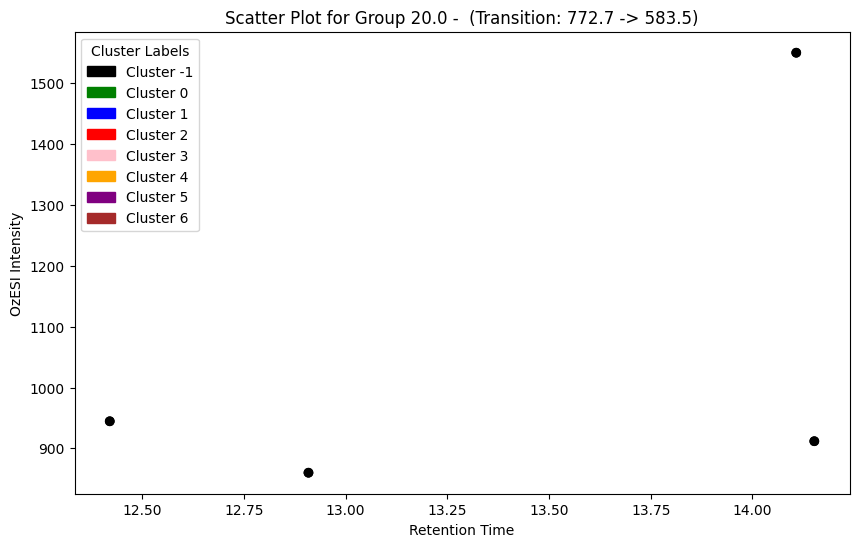 Scatter Plot for Group 20.0 -  (Transition: 772.7 -> 583.5)
Cluster Labels
Cluster -1
Cluster 0
Cluster 1
Cluster 2
Cluster 3
Cluster 4
Cluster 5
Cluster 6
OzESI Intensity
1500
1400
1300
1200
1100
1000
900
12.50 12.75 13.00 13.25 13.50 13.75 14.00
Retention Time